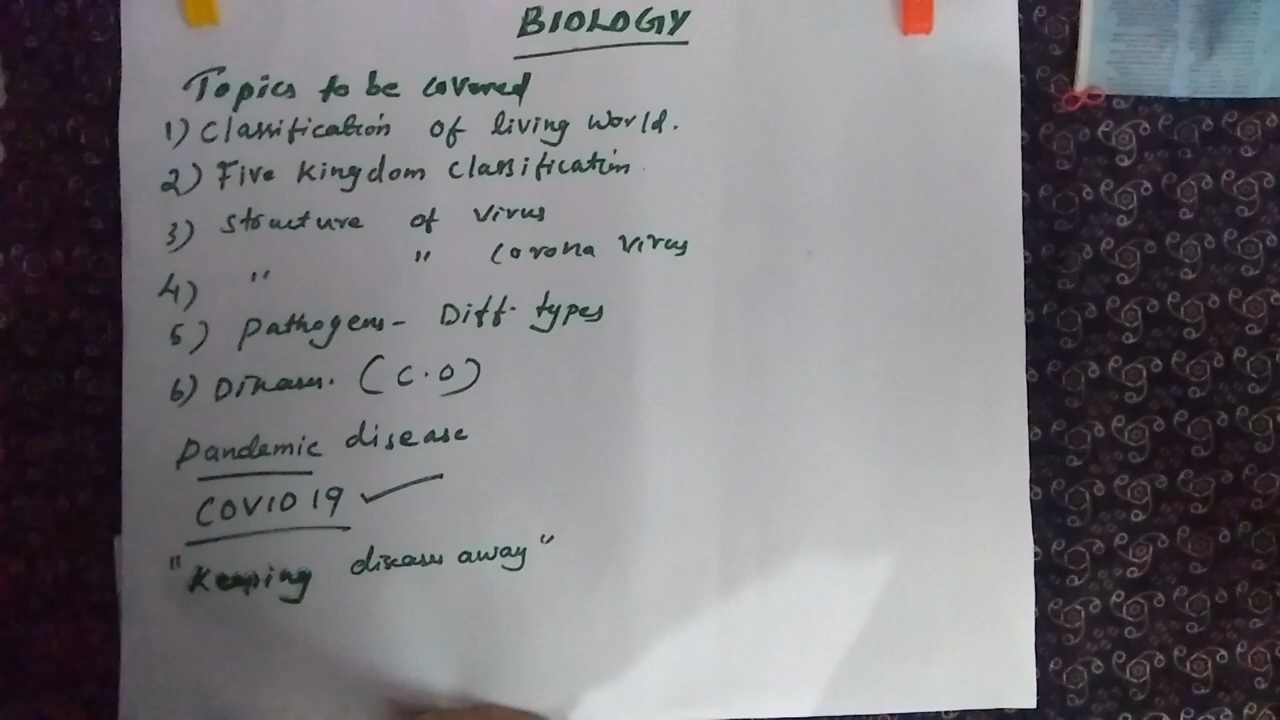 BIOLOGY
Topics to be covered
1) Classification of living world.
2) Five Kingdom Classification
3) Structure of Virus
4) " " Corona Virus
5) Pathogens - Diff. types
6) Diseases. (C.D)
Pandemic disease
COVID 19 ✓
"Keeping diseases away"